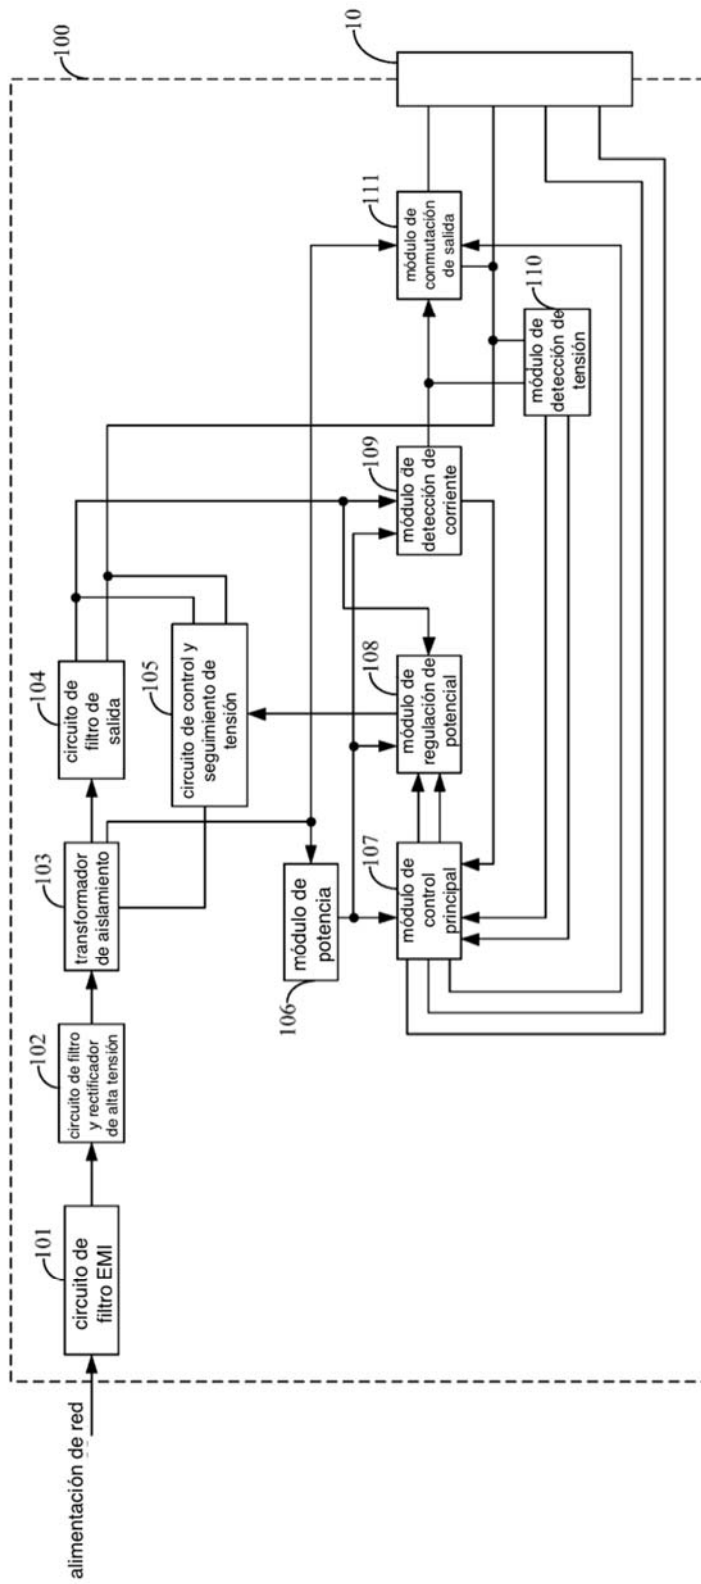 100
10
alimentación de red
101
circuito de
filtro EMI
102
circuito de filtro
y rectificador
de alta tensión
103
transformador
de aislamiento
104
circuito de
filtro de
salida
105
circuito de control y
seguimiento de
tensión
106
módulo de
potencia
107
módulo de
control
principal
108
módulo de
regulación de
potencial
109
módulo de
detección de
corriente
110
módulo de
detección de
tensión
111
módulo de
conmutación
de salida